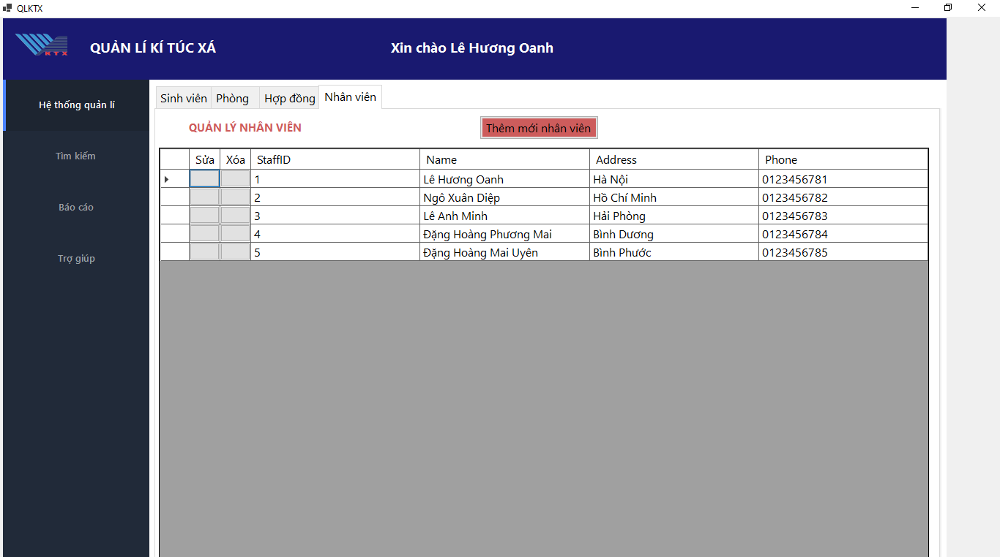 QLKTX
KTX
QUẢN LÍ KÍ TÚC XÁ
Xin chào Lê Hương Oanh
Hệ thống quản lí
Tìm kiếm
Báo cáo
Trợ giúp
Sinh viên Phòng Hợp đồng Nhân viên
QUẢN LÝ NHÂN VIÊN
Thêm mới nhân viên
Sửa Xóa StaffID Name Address Phone
1 Lê Hương Oanh Hà Nội 0123456781
2 Ngô Xuân Diệp Hồ Chí Minh 0123456782
3 Lê Anh Minh Hải Phòng 0123456783
4 Đặng Hoàng Phương Mai Bình Dương 0123456784
5 Đặng Hoàng Mai Uyên Bình Phước 0123456785